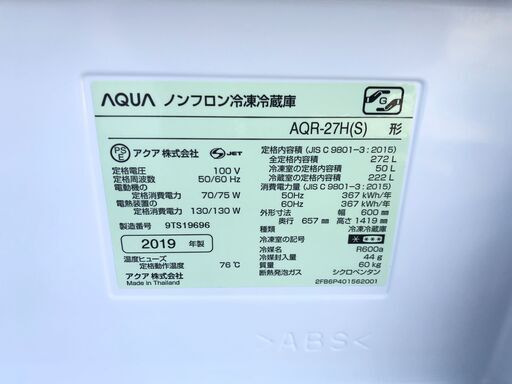 AQUA ノンフロン冷凍冷蔵庫
G
AQR-27H(S) 形
PS E アクア株式会社 S JET
定格電圧 100 V
定格周波数 50/60 Hz
電動機の
定格消費電力 70/75 W
電熱装置の
定格消費電力 130/130 W
製造番号 9TS19696
2019 年製
温度ヒューズ
定格動作温度 76℃
アクア株式会社
Made in Thailand
定格内容積 (JIS C 9801-3:2015)
全定格内容積 272 L
冷凍室の定格内容積 50 L
冷蔵室の定格内容積 222 L
消費電力量 (JIS C 9801-3:2015)
50Hz 367 kWh/年
60Hz 367 kWh/年
外形寸法 幅 600 mm
奥行 657 mm 高さ 1419 mm
種類 冷凍冷蔵庫
冷凍室の記号
冷媒名 R600a
冷媒封入量 44 g
質量 60 kg
断熱発泡ガス シクロペンタン
2FB6P401562001
>ABS<